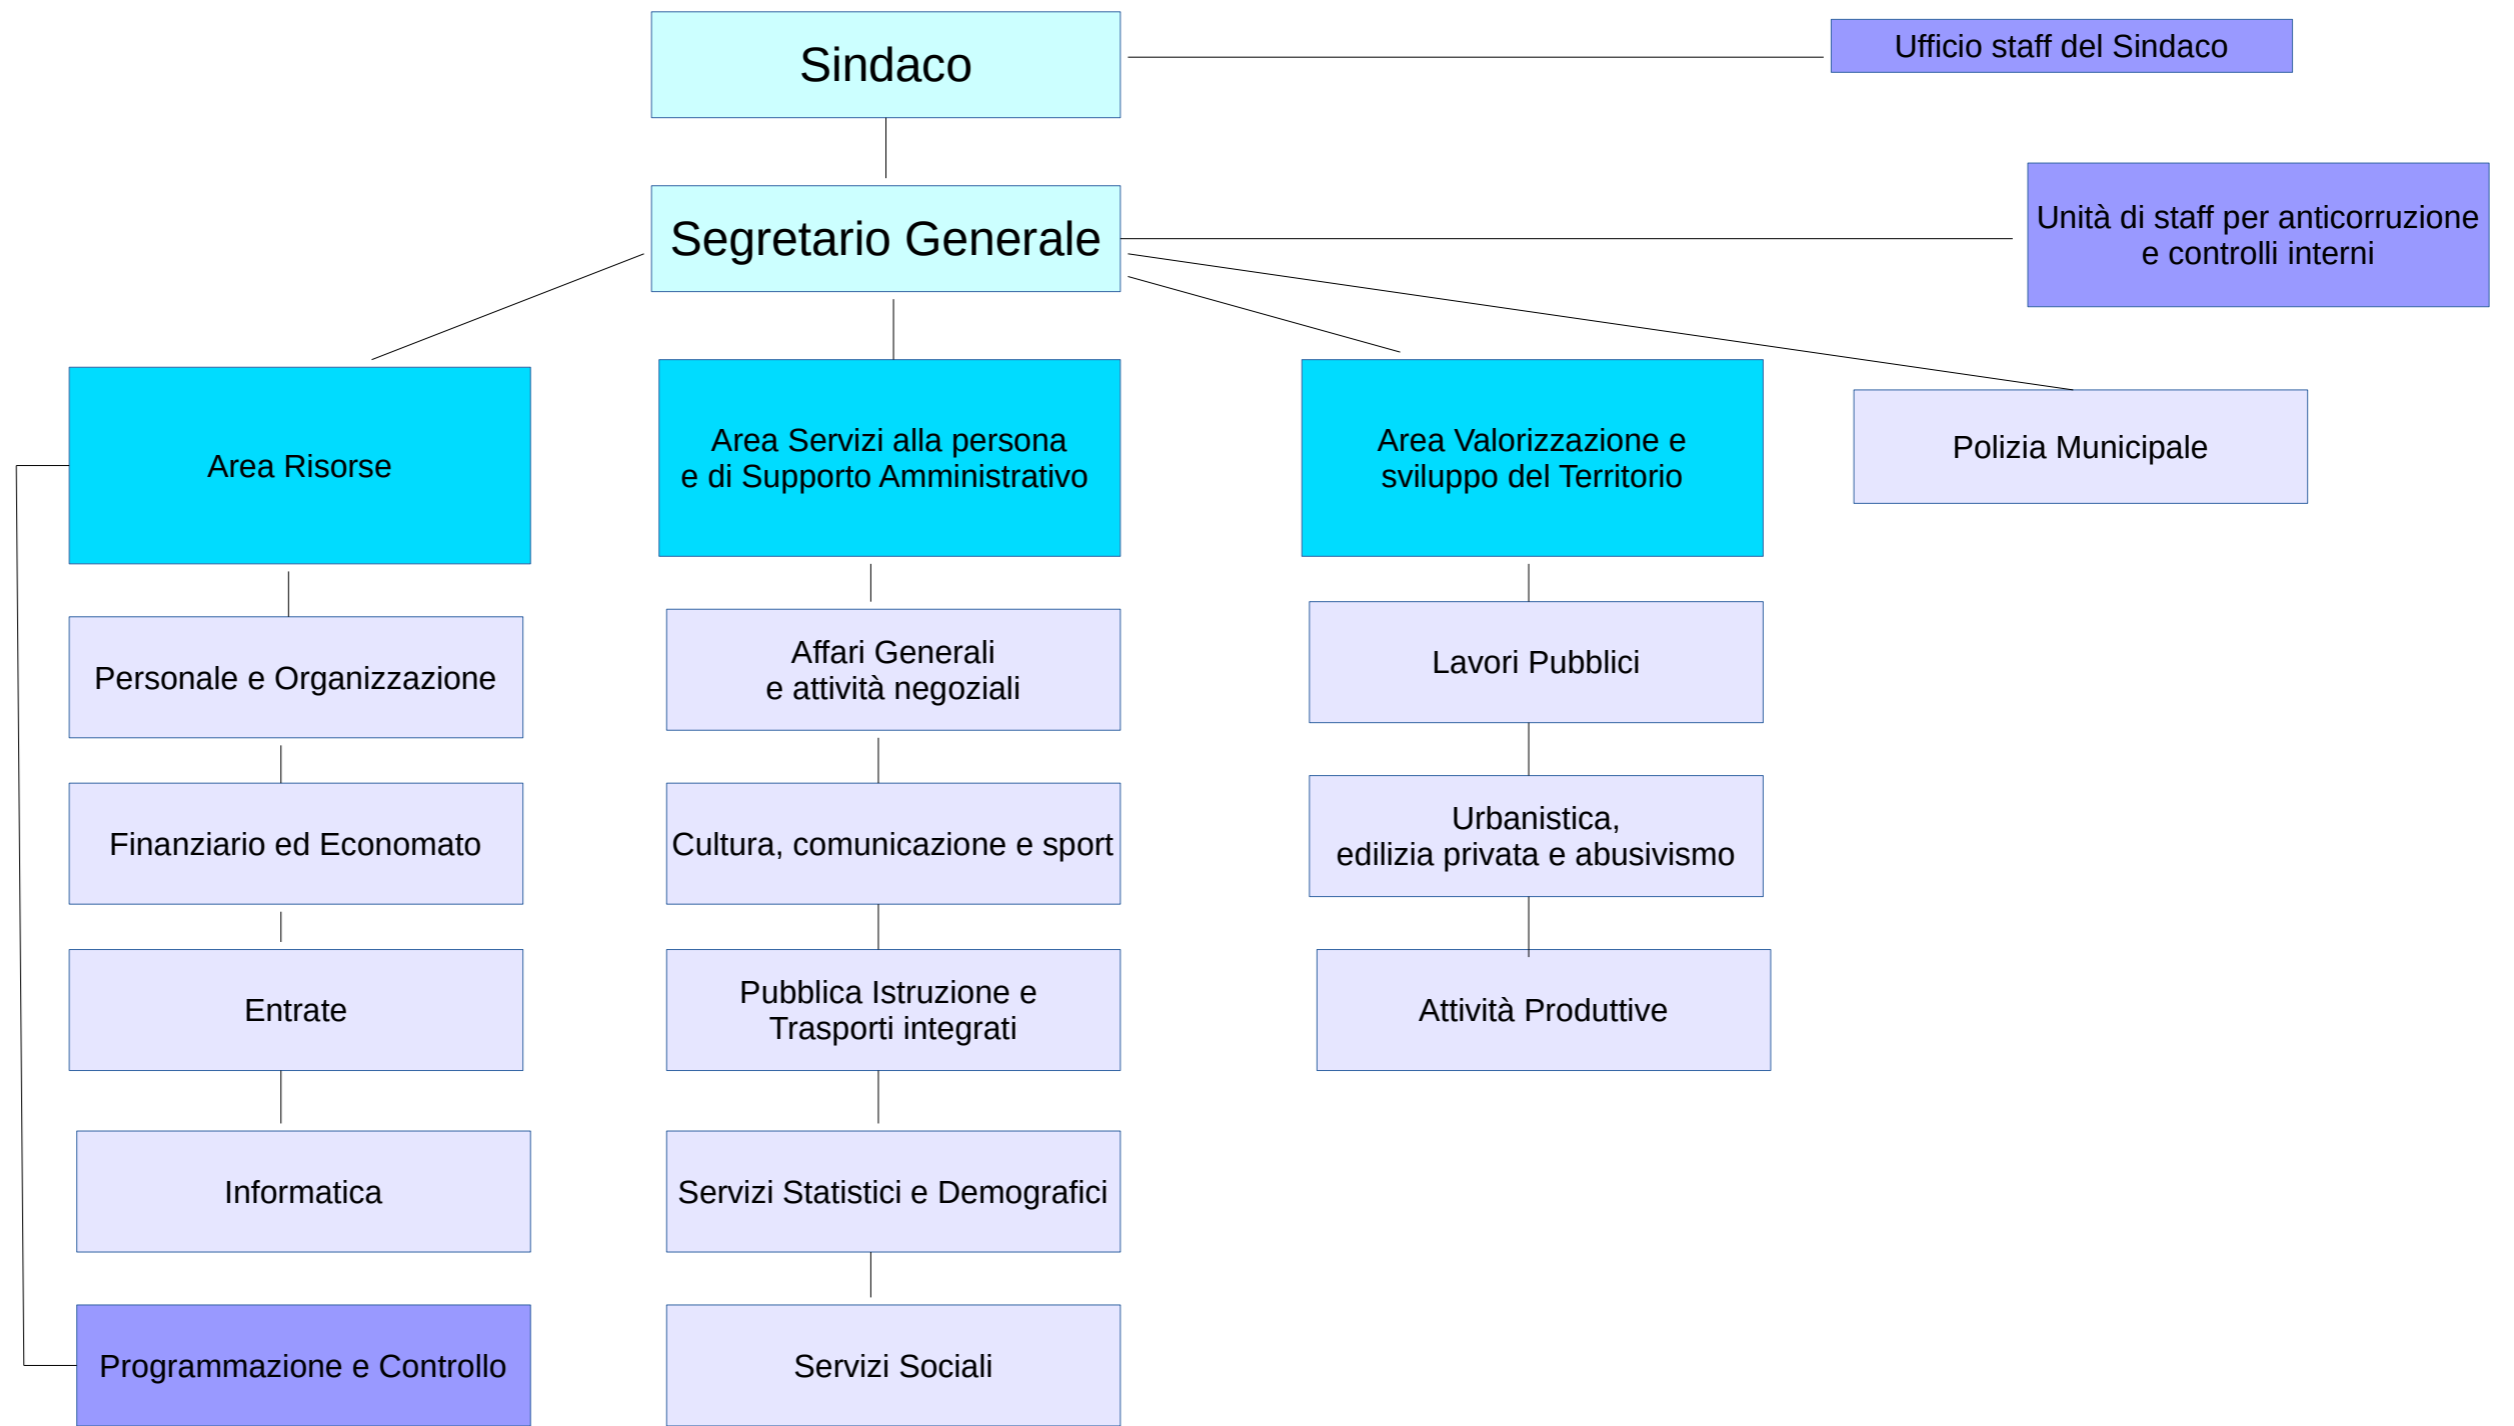 Sindaco
Ufficio staff del Sindaco
Segretario Generale
Unità di staff per anticorruzione
e controlli interni
Area Risorse
Area Servizi alla persona
e di Supporto Amministrativo
Area Valorizzazione e
sviluppo del Territorio
Polizia Municipale
Personale e Organizzazione
Affari Generali
e attività negoziali
Lavori Pubblici
Finanziario ed Economato
Cultura, comunicazione e sport
Urbanistica,
edilizia privata e abusivismo
Entrate
Pubblica Istruzione e
Trasporti integrati
Attività Produttive
Informatica
Servizi Statistici e Demografici
Programmazione e Controllo
Servizi Sociali